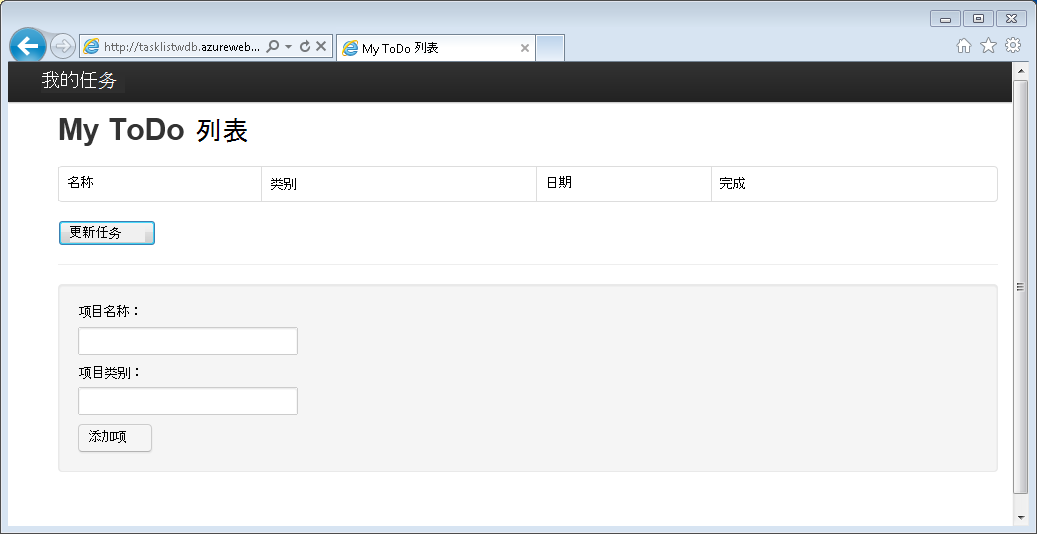 http://tasklistwdb.azureweb...
My ToDo 列表
我的任务
My ToDo 列表
名称 类别 日期 完成
更新任务
项目名称：
项目类别：
添加项